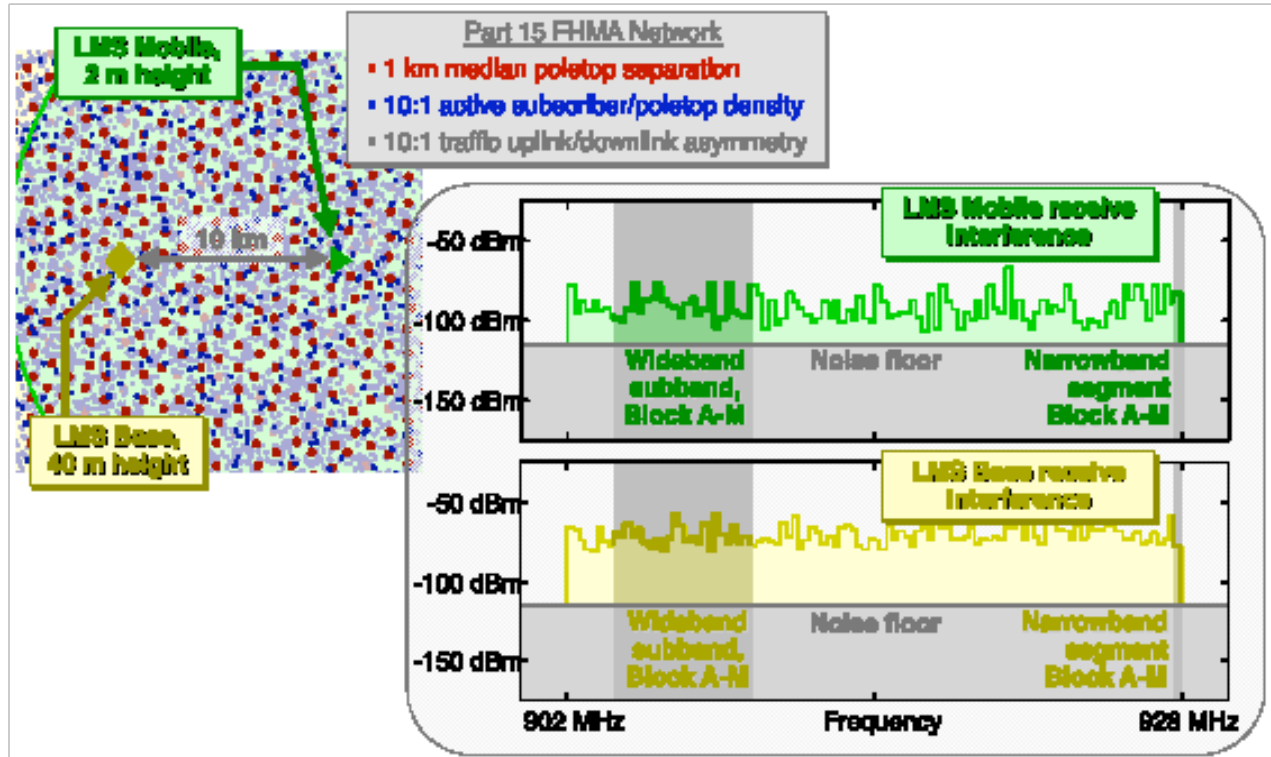 LMS Mobile,
2 m height
Part 15 FHMA Network
▪ 1 km median poletop separation
▪ 10:1 active subscriber/poletop density
▪ 10:1 traffic uplink/downlink asymmetry
10 km
LMS Base,
40 m height
LMS Mobile receive
Interference
-50 dBm
-100 dBm
-150 dBm
Wideband
subband,
Block A-M
Noise floor
Narrowband
segment
Block A-M
LMS Base receive
Interference
-50 dBm
-100 dBm
-150 dBm
Wideband
subband,
Block A-M
Noise floor
Narrowband
segment
Block A-M
902 MHz
Frequency
928 MHz